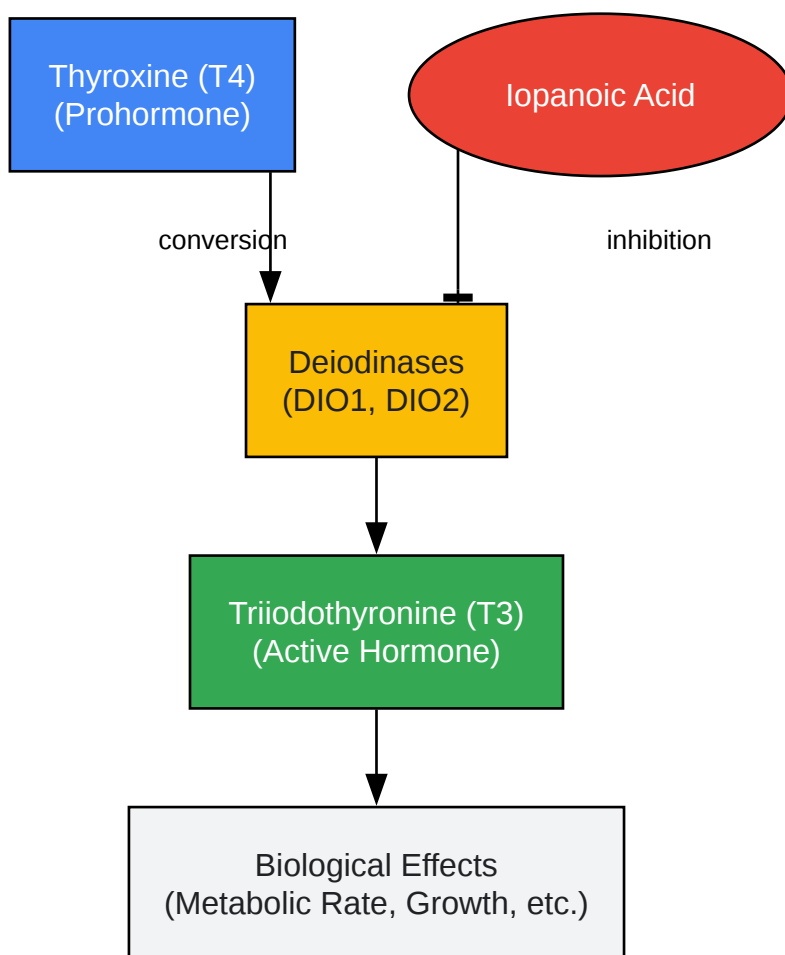 Thyroxine (T4)
(Prohormone)
Iopanoic Acid
conversion
inhibition
Deiodinases
(DIO1, DIO2)
Triiodothyronine (T3)
(Active Hormone)
Biological Effects
(Metabolic Rate, Growth, etc.)